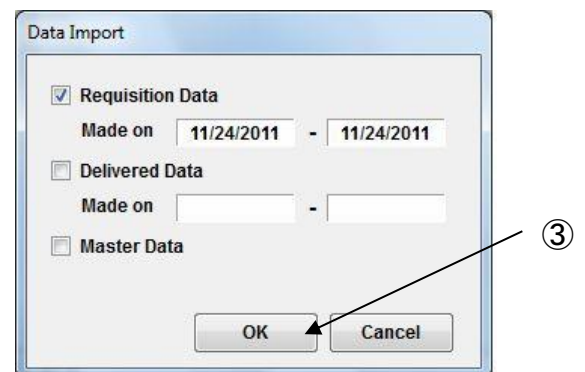 Data Import
Requisition Data
Made on 11/24/2011 - 11/24/2011
Delivered Data
Made on -
Master Data
③
OK Cancel